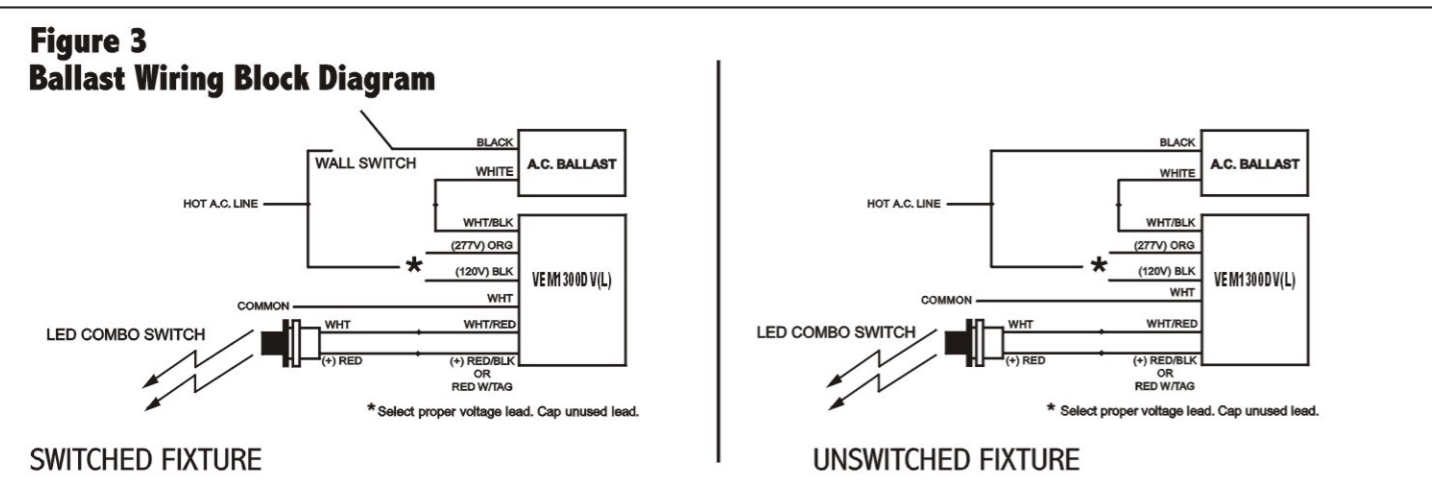 Figure 3
Ballast Wiring Block Diagram
WALL SWITCH
BLACK
A.C. BALLAST
WHITE
HOT A.C. LINE
WHT/BLK
(277V) ORG
*
(120V) BLK
VEM1300DV(L)
WHT
COMMON
LED COMBO SWITCH
WHT
WHT/RED
(+) RED
(+) RED/BLK
OR
RED W/TAG
* Select proper voltage lead. Cap unused lead.
SWITCHED FIXTURE
BLACK
A.C. BALLAST
WHITE
HOT A.C. LINE
WHT/BLK
(277V) ORG
*
(120V) BLK
VEM1300DV(L)
WHT
COMMON
LED COMBO SWITCH
WHT
WHT/RED
(+) RED
(+) RED/BLK
OR
RED W/TAG
* Select proper voltage lead. Cap unused lead.
UNSWITCHED FIXTURE